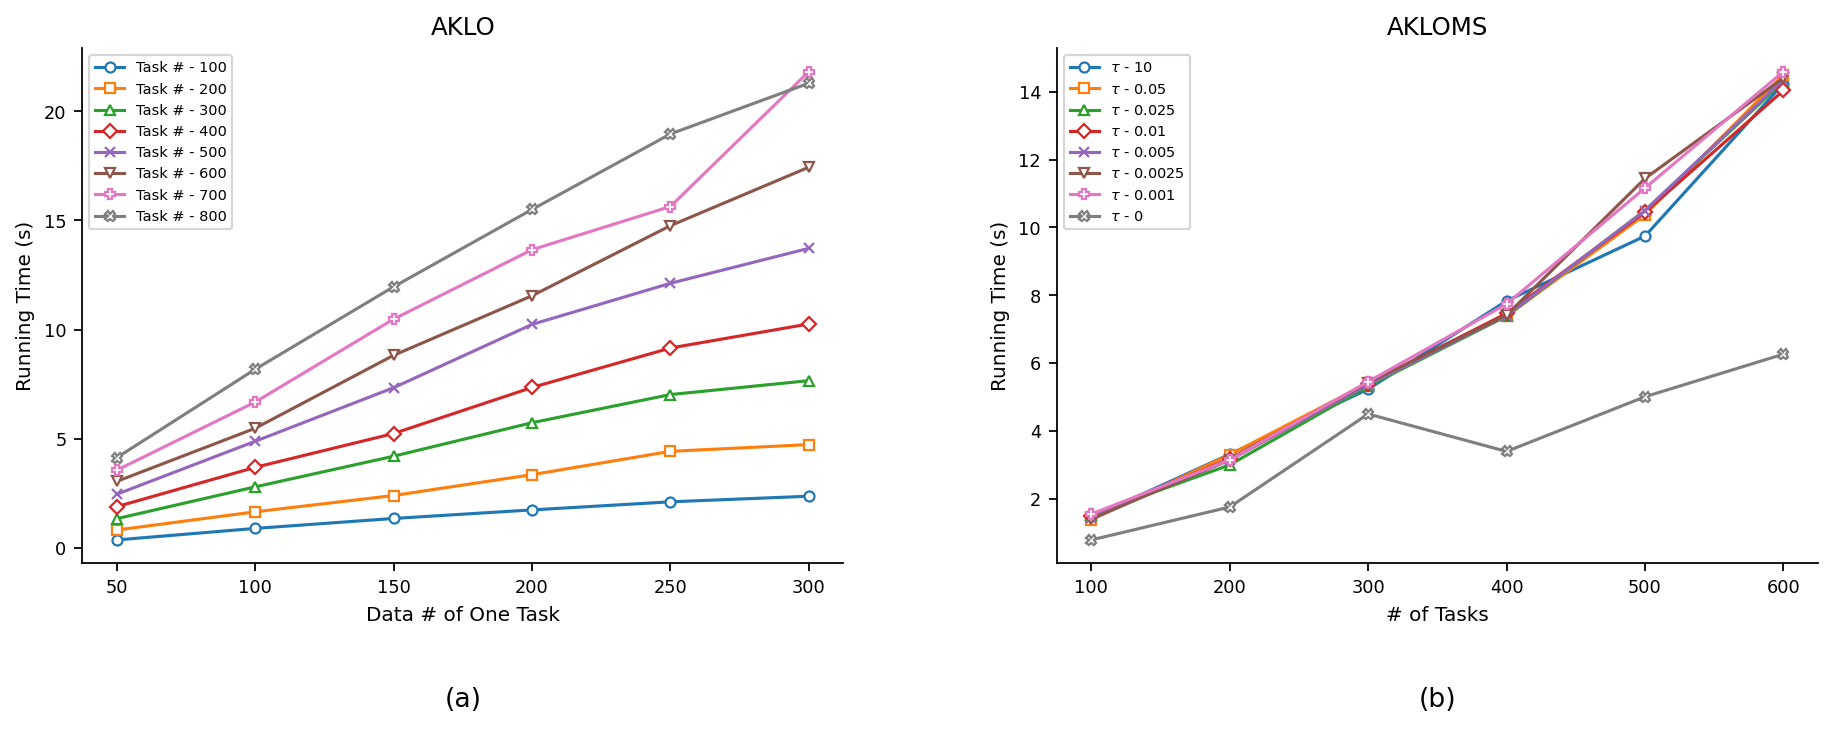 AKLO
Task # - 100
Task # - 200
Task # - 300
Task # - 400
Task # - 500
Task # - 600
Task # - 700
Task # - 800
Running Time (s)
20
15
10
5
0
50 100 150 200 250 300
Data # of One Task
(a)
AKLOMS
τ - 10
τ - 0.05
τ - 0.025
τ - 0.01
τ - 0.005
τ - 0.0025
τ - 0.001
τ - 0
Running Time (s)
14
12
10
8
6
4
2
100 200 300 400 500 600
# of Tasks
(b)